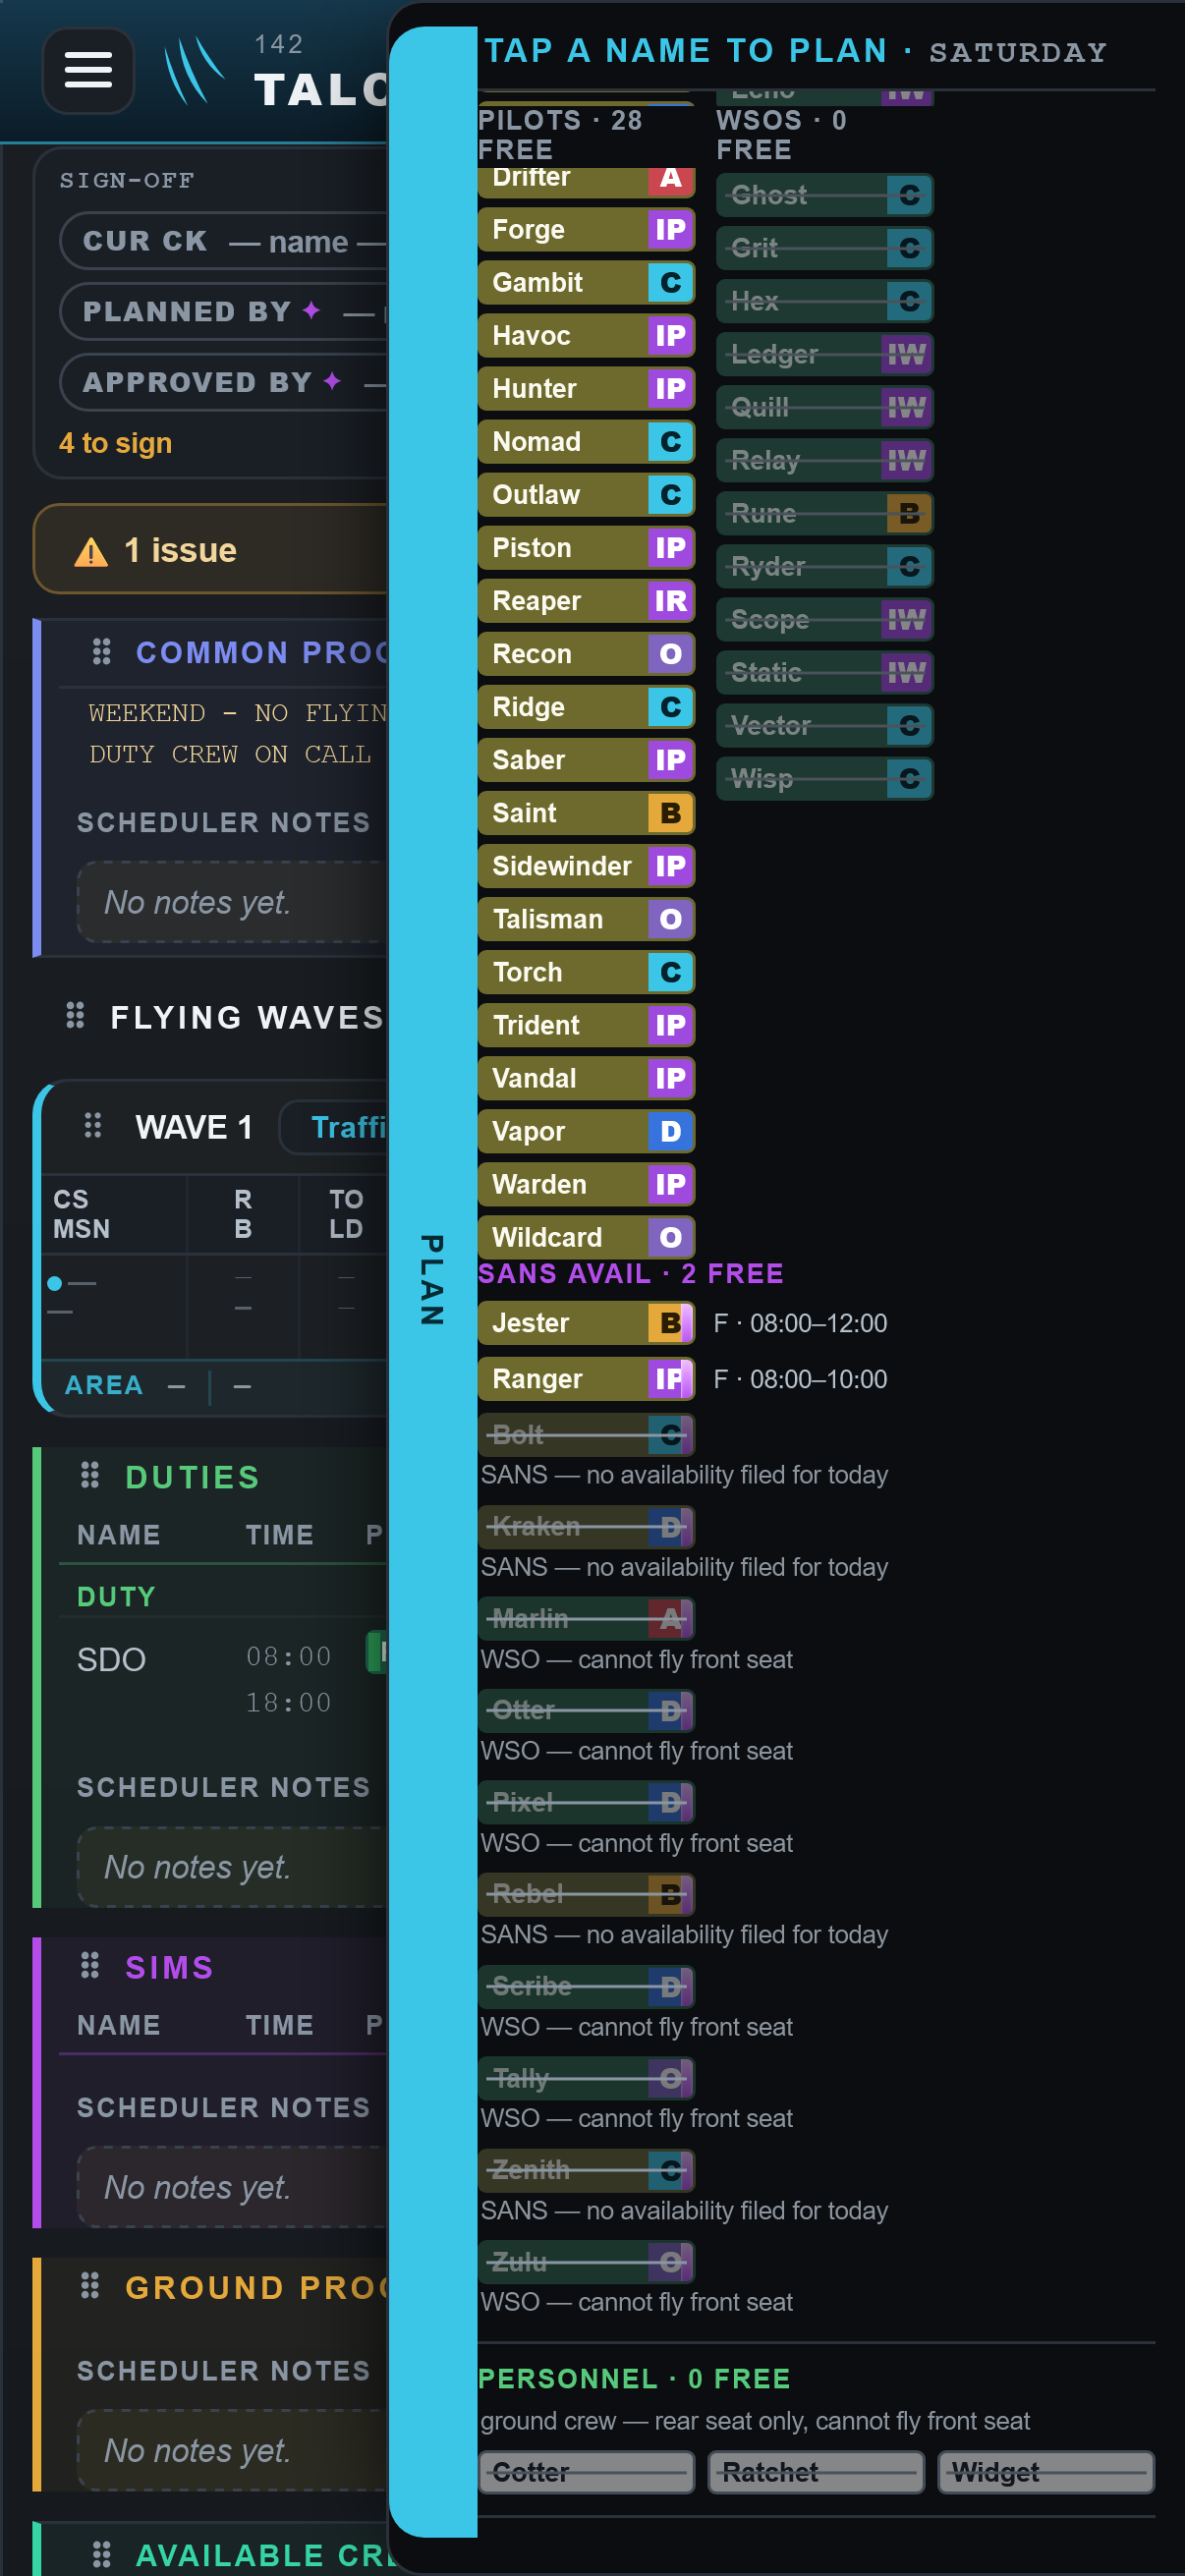 142
TALO
SIGN-OFF
CUR CK — name —
PLANNED BY ✦ —
APPROVED BY ✦ —
4 to sign
1 issue
COMMON PROC
WEEKEND - NO FLYIN
DUTY CREW ON CALL
SCHEDULER NOTES
No notes yet.
FLYING WAVES
WAVE 1 Traffi
CS R TO
MSN B LD
— — —
— — —
AREA — | —
DUTIES
NAME TIME P
DUTY
SDO 08:00
18:00
SCHEDULER NOTES
No notes yet.
SIMS
NAME TIME P
SCHEDULER NOTES
No notes yet.
GROUND PROC
SCHEDULER NOTES
No notes yet.
AVAILABLE CRE
PLAN
TAP A NAME TO PLAN · SATURDAY
Echo IW
PILOTS · 28 FREE
WSOS · 0 FREE
Drifter A
Forge IP
Gambit C
Havoc IP
Hunter IP
Nomad C
Outlaw C
Piston IP
Reaper IR
Recon O
Ridge C
Saber IP
Saint B
Sidewinder IP
Talisman O
Torch C
Trident IP
Vandal IP
Vapor D
Warden IP
Wildcard O
Ghost C
Grit C
Hex C
Ledger IW
Quill IW
Relay IW
Rune B
Ryder C
Scope IW
Static IW
Vector C
Wisp C
SANS AVAIL · 2 FREE
Jester B F · 08:00–12:00
Ranger IP F · 08:00–10:00
Bolt C
SANS — no availability filed for today
Kraken D
SANS — no availability filed for today
Marlin A
WSO — cannot fly front seat
Otter D
WSO — cannot fly front seat
Pixel D
WSO — cannot fly front seat
Rebel B
SANS — no availability filed for today
Scribe D
WSO — cannot fly front seat
Tally O
WSO — cannot fly front seat
Zenith C
SANS — no availability filed for today
Zulu O
WSO — cannot fly front seat
PERSONNEL · 0 FREE
ground crew — rear seat only, cannot fly front seat
Cotter Ratchet Widget